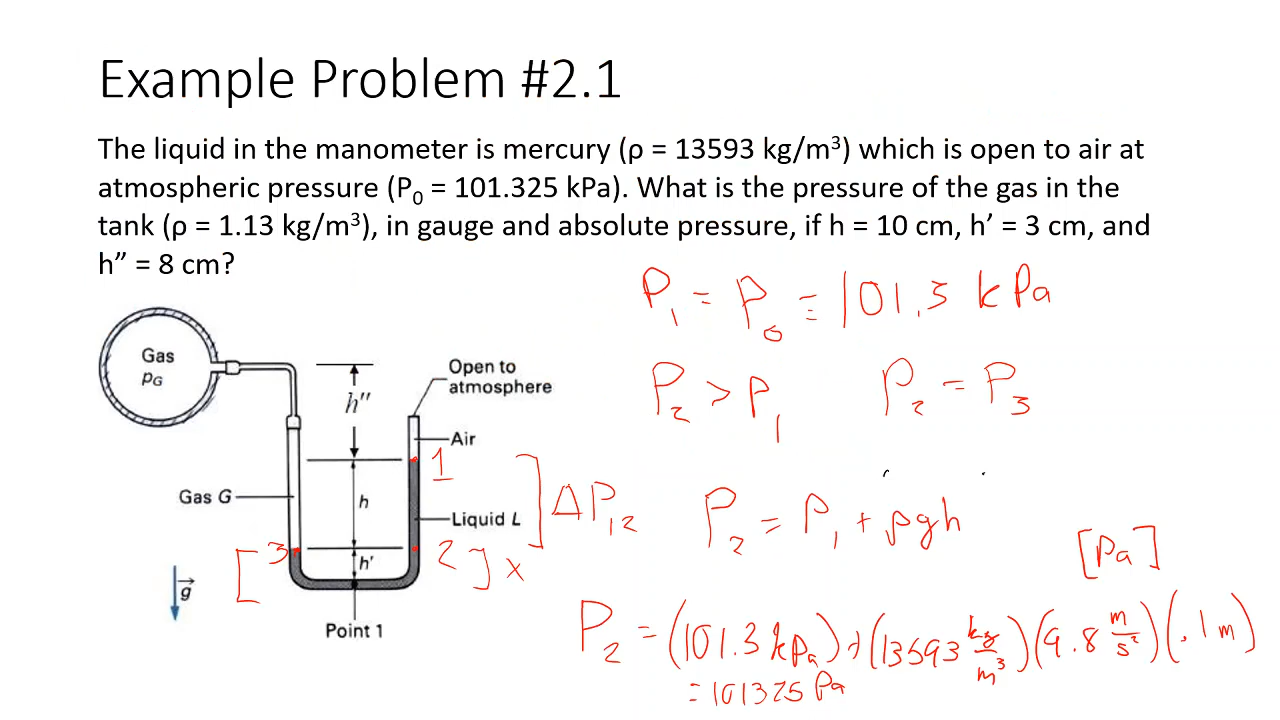 Example Problem #2.1
The liquid in the manometer is mercury (ρ = 13593 kg/m³) which is open to air at
atmospheric pressure (P₀ = 101.325 kPa). What is the pressure of the gas in the
tank (ρ = 1.13 kg/m³), in gauge and absolute pressure, if h = 10 cm, h’ = 3 cm, and
h” = 8 cm?
P₁ = P₀ = 101.3 kPa
P₂ > P₁
P₂ = P₃
Gas
pG
h"
Open to
atmosphere
Air
1
Gas G
h
Liquid L
] ΔP₁₂
P₂ = P₁ + ρgh
[Pa]
[ 3
h'
2 ] x
g
Point 1
P₂ = (101.3 kPa) + (13593 kg/m³)(9.8 m/s²)(.1 m)
= 101325 Pa